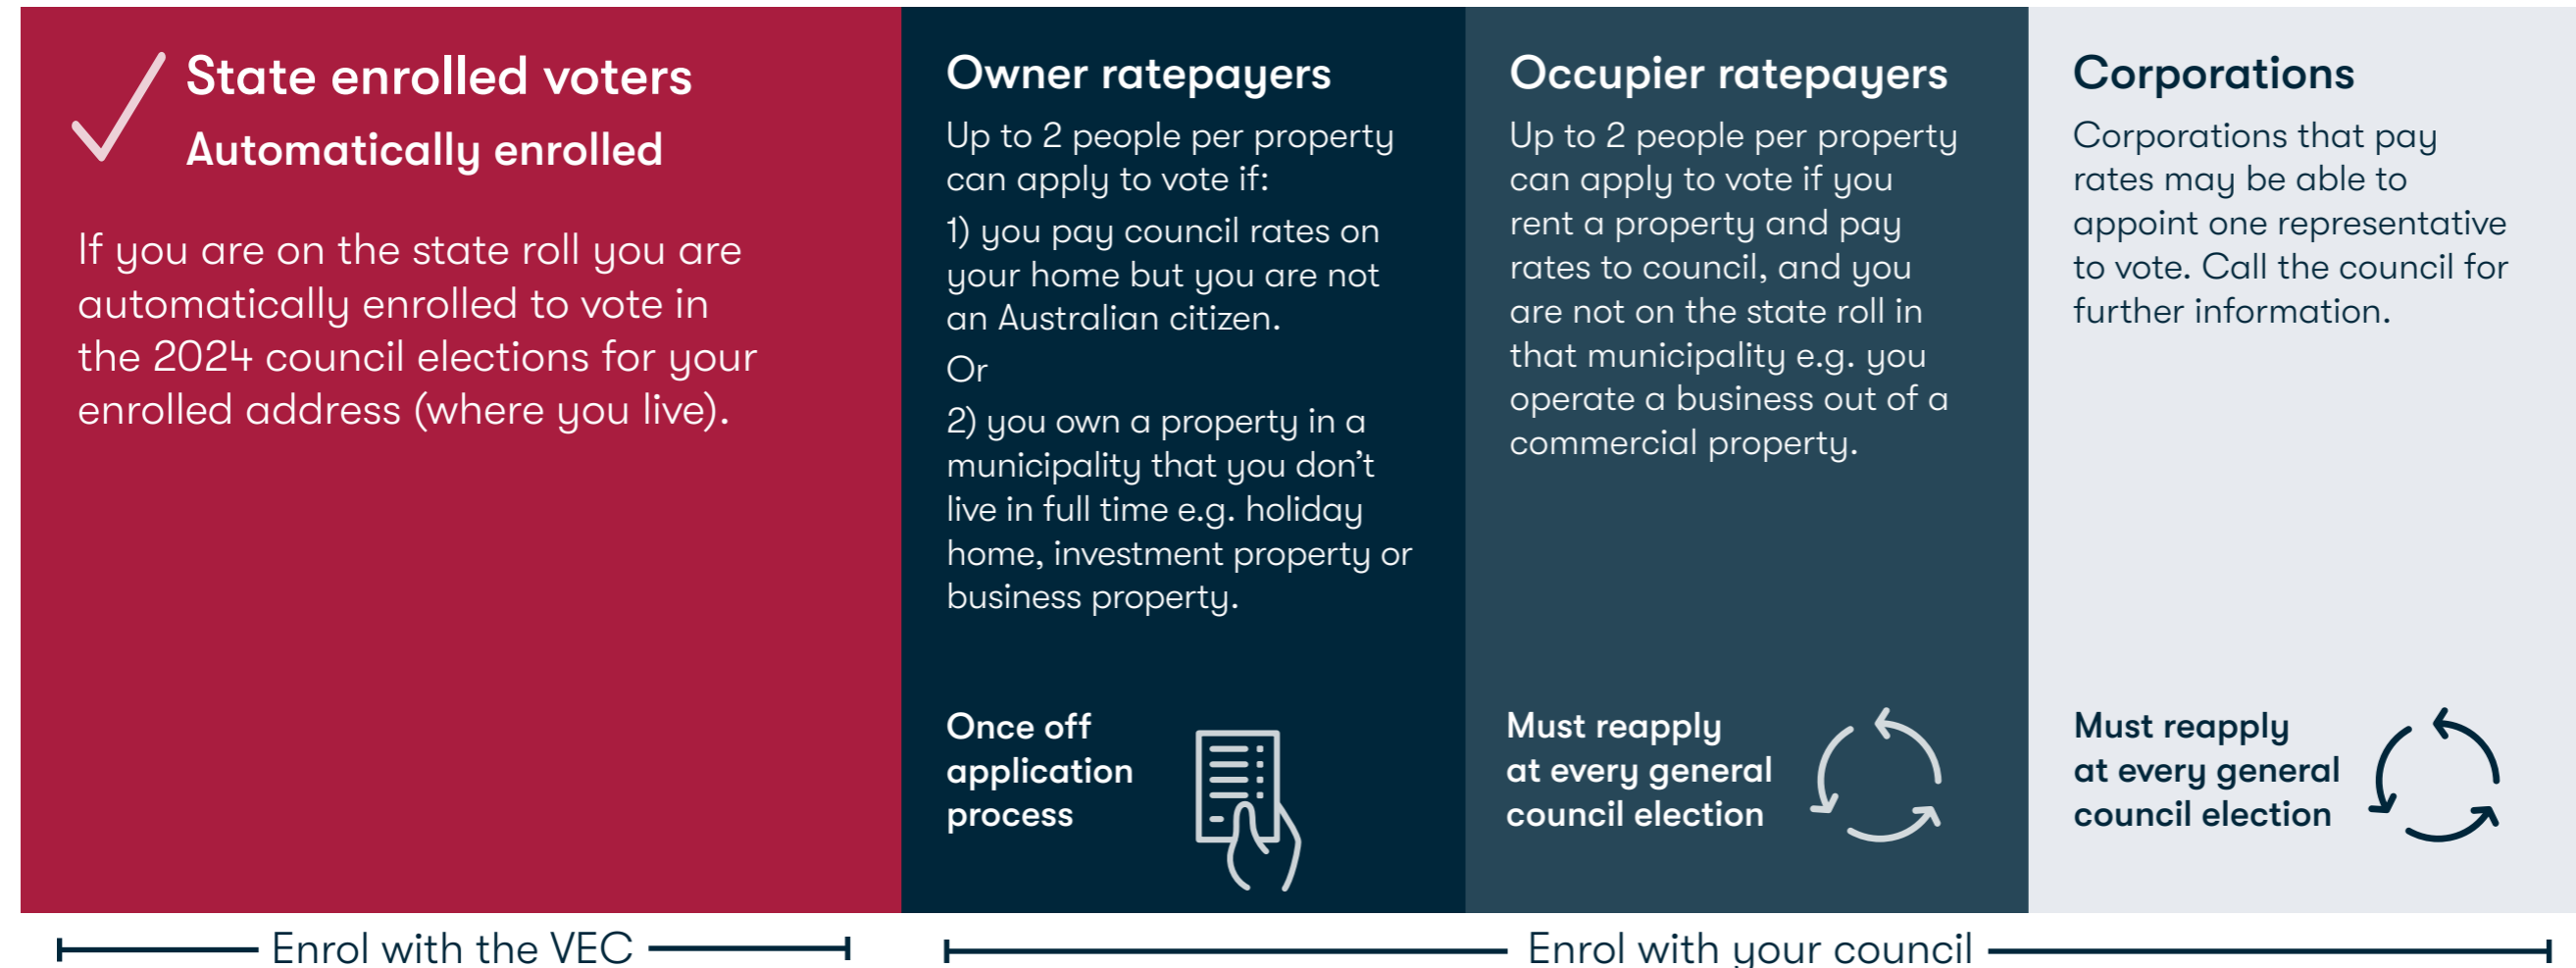 State enrolled voters
Automatically enrolled
If you are on the state roll you are
automatically enrolled to vote in
the 2024 council elections for your
enrolled address (where you live).
Owner ratepayers
Up to 2 people per property
can apply to vote if:
1) you pay council rates on
your home but you are not
an Australian citizen.
Or
2) you own a property in a
municipality that you don’t
live in full time e.g. holiday
home, investment property or
business property.
Once off
application
process
Occupier ratepayers
Up to 2 people per property
can apply to vote if you
rent a property and pay
rates to council, and you
are not on the state roll in
that municipality e.g. you
operate a business out of a
commercial property.
Must reapply
at every general
council election
Corporations
Corporations that pay
rates may be able to
appoint one representative
to vote. Call the council for
further information.
Must reapply
at every general
council election
Enrol with the VEC
Enrol with your council